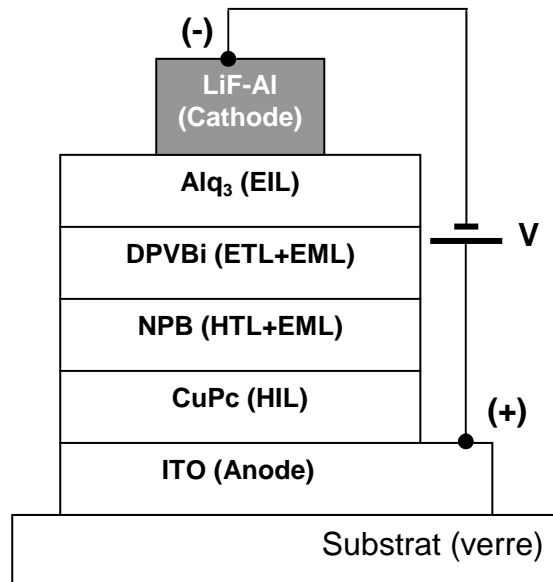 (-)
LiF-Al
(Cathode)
Alq₃ (EIL)
DPVBi (ETL+EML)
V
NPB (HTL+EML)
CuPc (HIL)
(+)
ITO (Anode)
Substrat (verre)